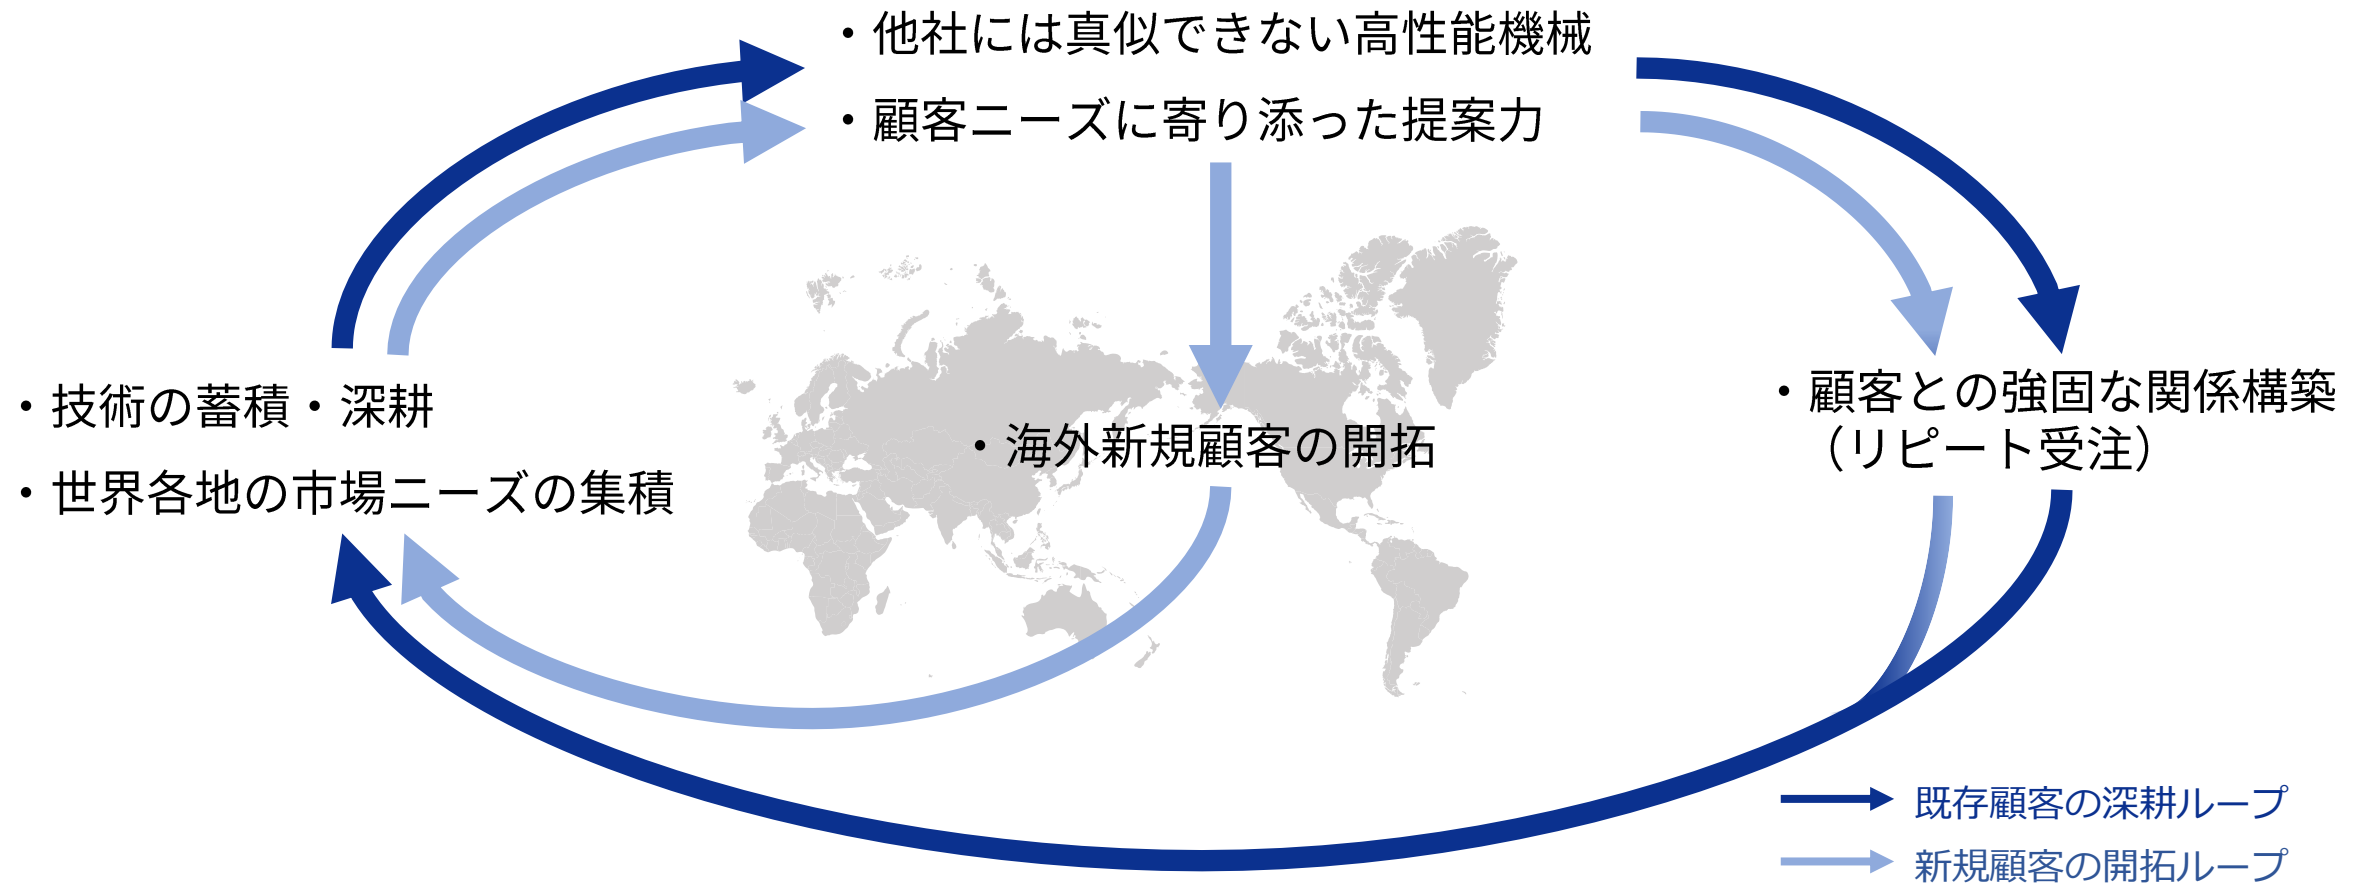 ・他社には真似できない高性能機械
・顧客ニーズに寄り添った提案力
・技術の蓄積・深耕
・世界各地の市場ニーズの集積
・海外新規顧客の開拓
・顧客との強固な関係構築
（リピート受注）
既存顧客の深耕ループ
新規顧客の開拓ループ